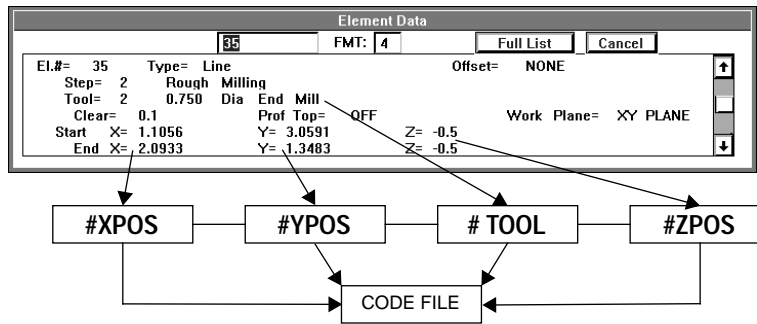 Element Data
35 FMT: 4 Full List Cancel
El.#= 35 Type= Line Offset= NONE
Step= 2 Rough Milling
Tool= 2 0.750 Dia End Mill
Clear= 0.1 Prof Top= OFF Work Plane= XY PLANE
Start X= 1.1056 Y= 3.0591 Z= -0.5
End X= 2.0933 Y= 1.3483 Z= -0.5
#XPOS #YPOS # TOOL #ZPOS
CODE FILE